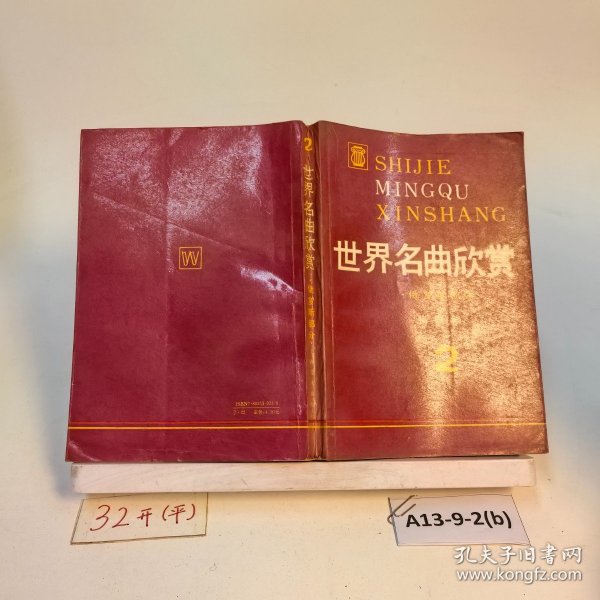 SHIJIE
MINGQU
XINSHANG
世界名曲欣赏
2
2 世界名曲欣赏
W
32开(平)
A13-9-2(b)
孔夫子旧书网
www.kongfz.com